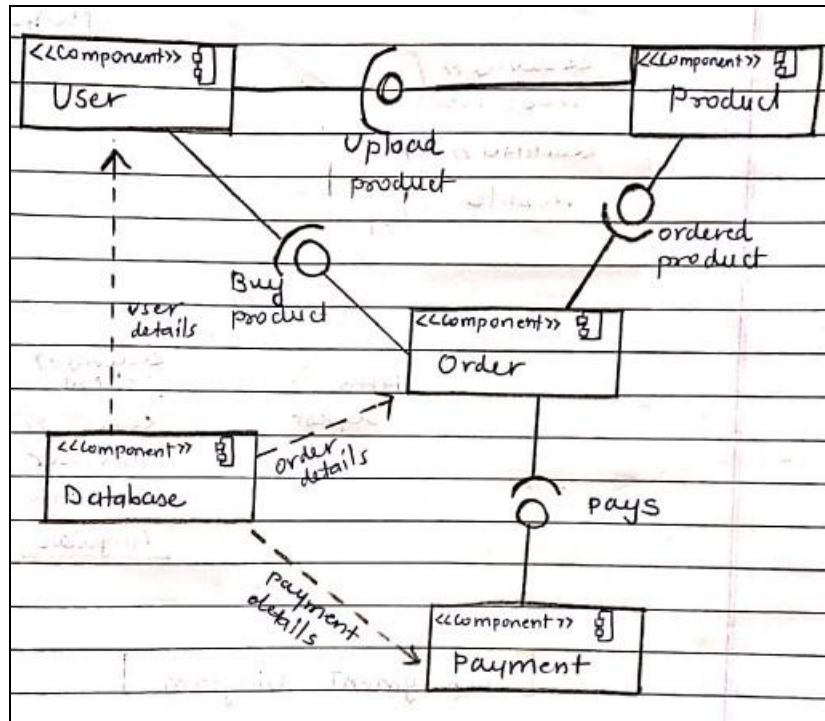 <<component>>
User
<<component>>
Product
Upload
product
ordered
product
Buy
product
user
details
<<component>>
Order
<<component>>
Database
order
details
pays
payment
details
<<component>>
Payment